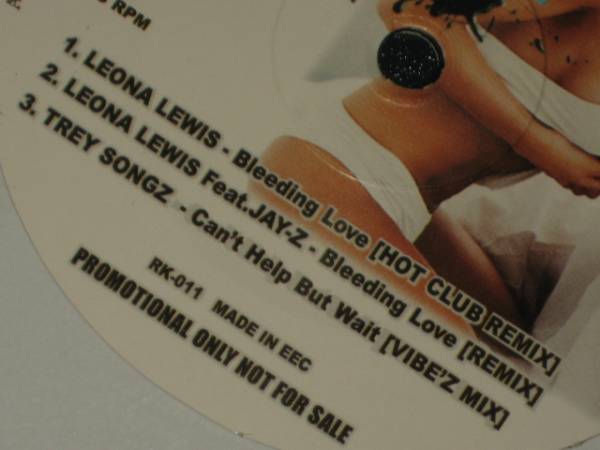 RPM
1. LEONA LEWIS - Bleeding Love [HOT CLUB REMIX]
2. LEONA LEWIS Feat.JAY-Z - Bleeding Love [REMIX]
3. TREY SONGZ - Can't Help But Wait [VIBE'Z MIX]
RK-011 MADE IN EEC
PROMOTIONAL ONLY NOT FOR SALE